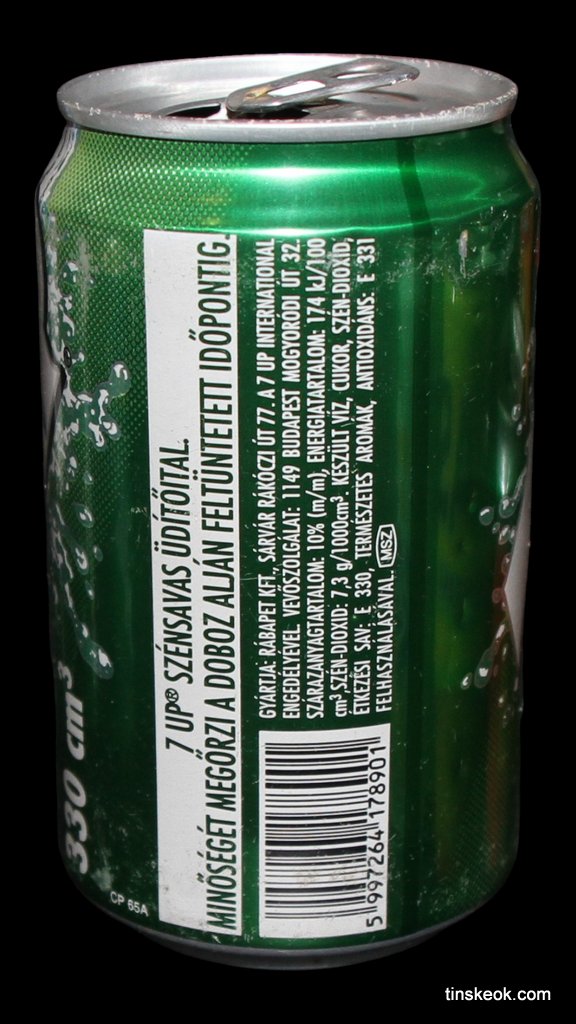 330 cm³
CP 65A
7 UP® SZÉNSAVAS ÜDÍTŐITAL.
MINŐSÉGÉT MEGŐRZI A DOBOZ ALJÁN FELTÜNTETETT IDŐPONTIG.
GYÁRTJA: RÁBAPET KFT., SÁRVÁR RÁKÓCZI ÚT 77. A 7 UP INTERNATIONAL
ENGEDÉLYÉVEL. VEVŐSZOLGÁLAT: 1149 BUDAPEST MOGYORÓDI ÚT 32.
SZÁRAZANYAGTARTALOM: 10% (m/m), ENERGIATARTALOM: 174 kJ/100
cm³, SZÉN-DIOXID: 7,3 g/1000cm³. KÉSZÜLT: VÍZ, CUKOR, SZÉN-DIOXID,
ÉTKEZÉSI SAV: E 330, TERMÉSZETES AROMÁK, ANTIOXIDÁNS: E 331
FELHASZNÁLÁSÁVAL. MSZ
5 997264 178901
tinskeok.com